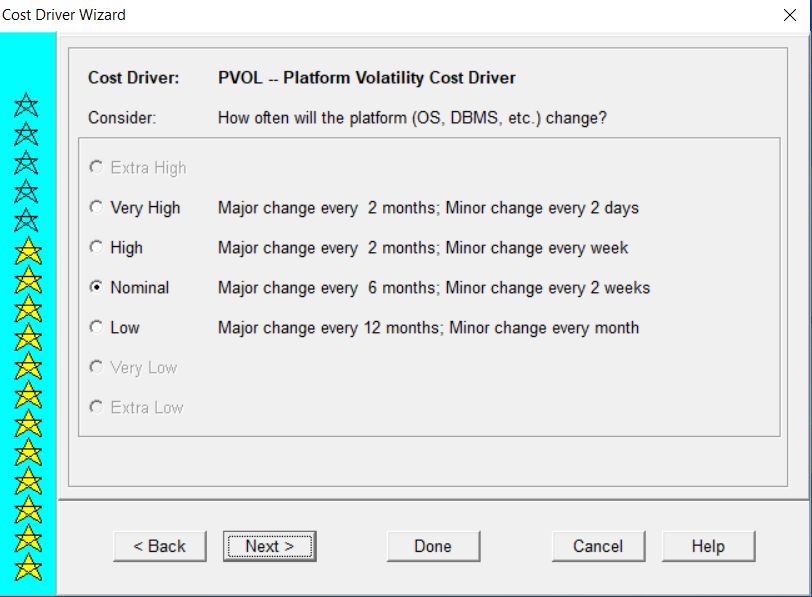 Cost Driver Wizard
Cost Driver: PVOL -- Platform Volatility Cost Driver
Consider: How often will the platform (OS, DBMS, etc.) change?
Extra High
Very High Major change every  2 months; Minor change every 2 days
High Major change every  2 months; Minor change every week
Nominal Major change every  6 months; Minor change every 2 weeks
Low Major change every 12 months; Minor change every month
Very Low
Extra Low
< Back Next > Done Cancel Help